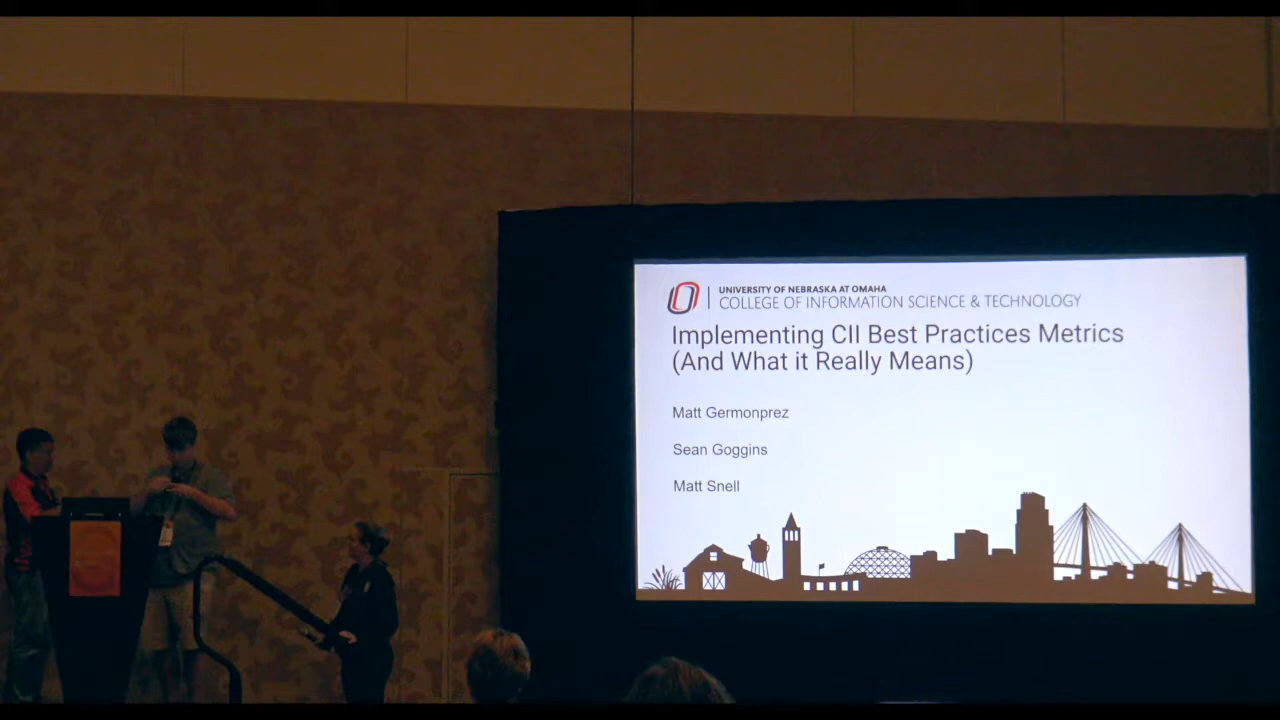 UNIVERSITY OF NEBRASKA AT OMAHA
COLLEGE OF INFORMATION SCIENCE & TECHNOLOGY
Implementing CII Best Practices Metrics
(And What it Really Means)
Matt Germonprez
Sean Goggins
Matt Snell